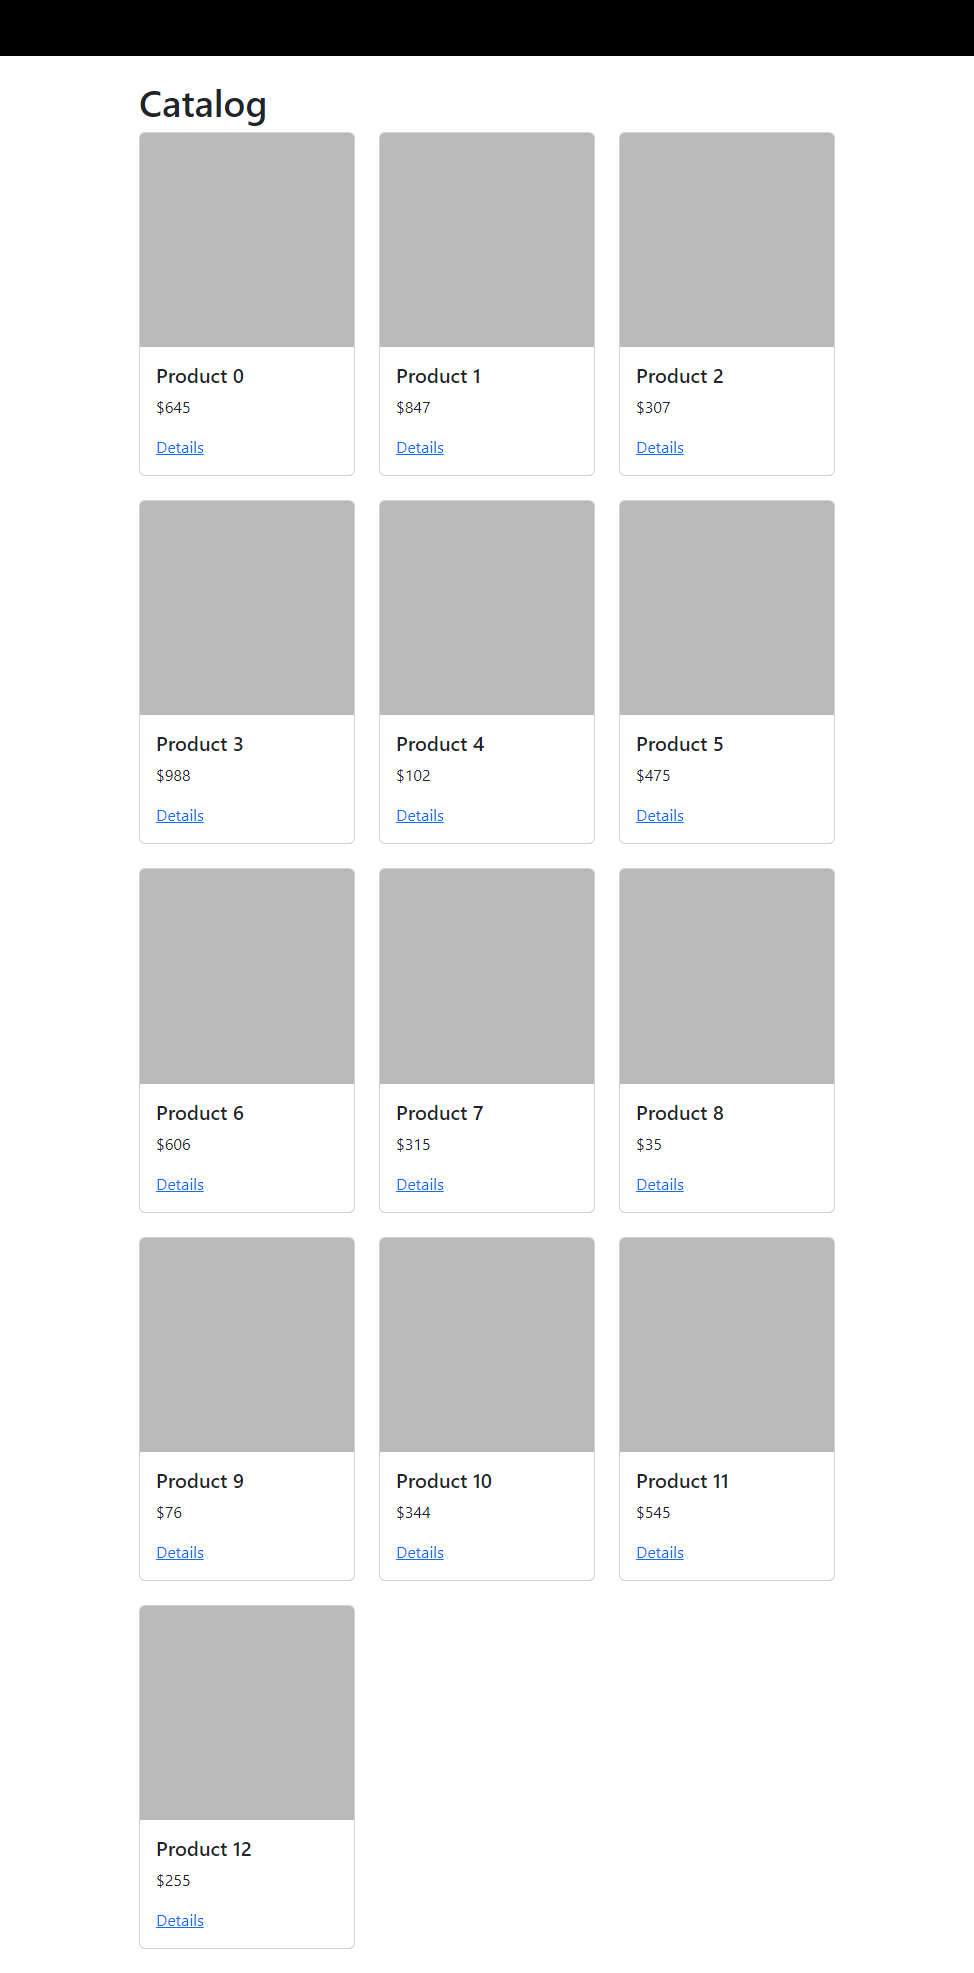 Catalog
Product 0
$645
Details
Product 1
$847
Details
Product 2
$307
Details
Product 3
$988
Details
Product 4
$102
Details
Product 5
$475
Details
Product 6
$606
Details
Product 7
$315
Details
Product 8
$35
Details
Product 9
$76
Details
Product 10
$344
Details
Product 11
$545
Details
Product 12
$255
Details